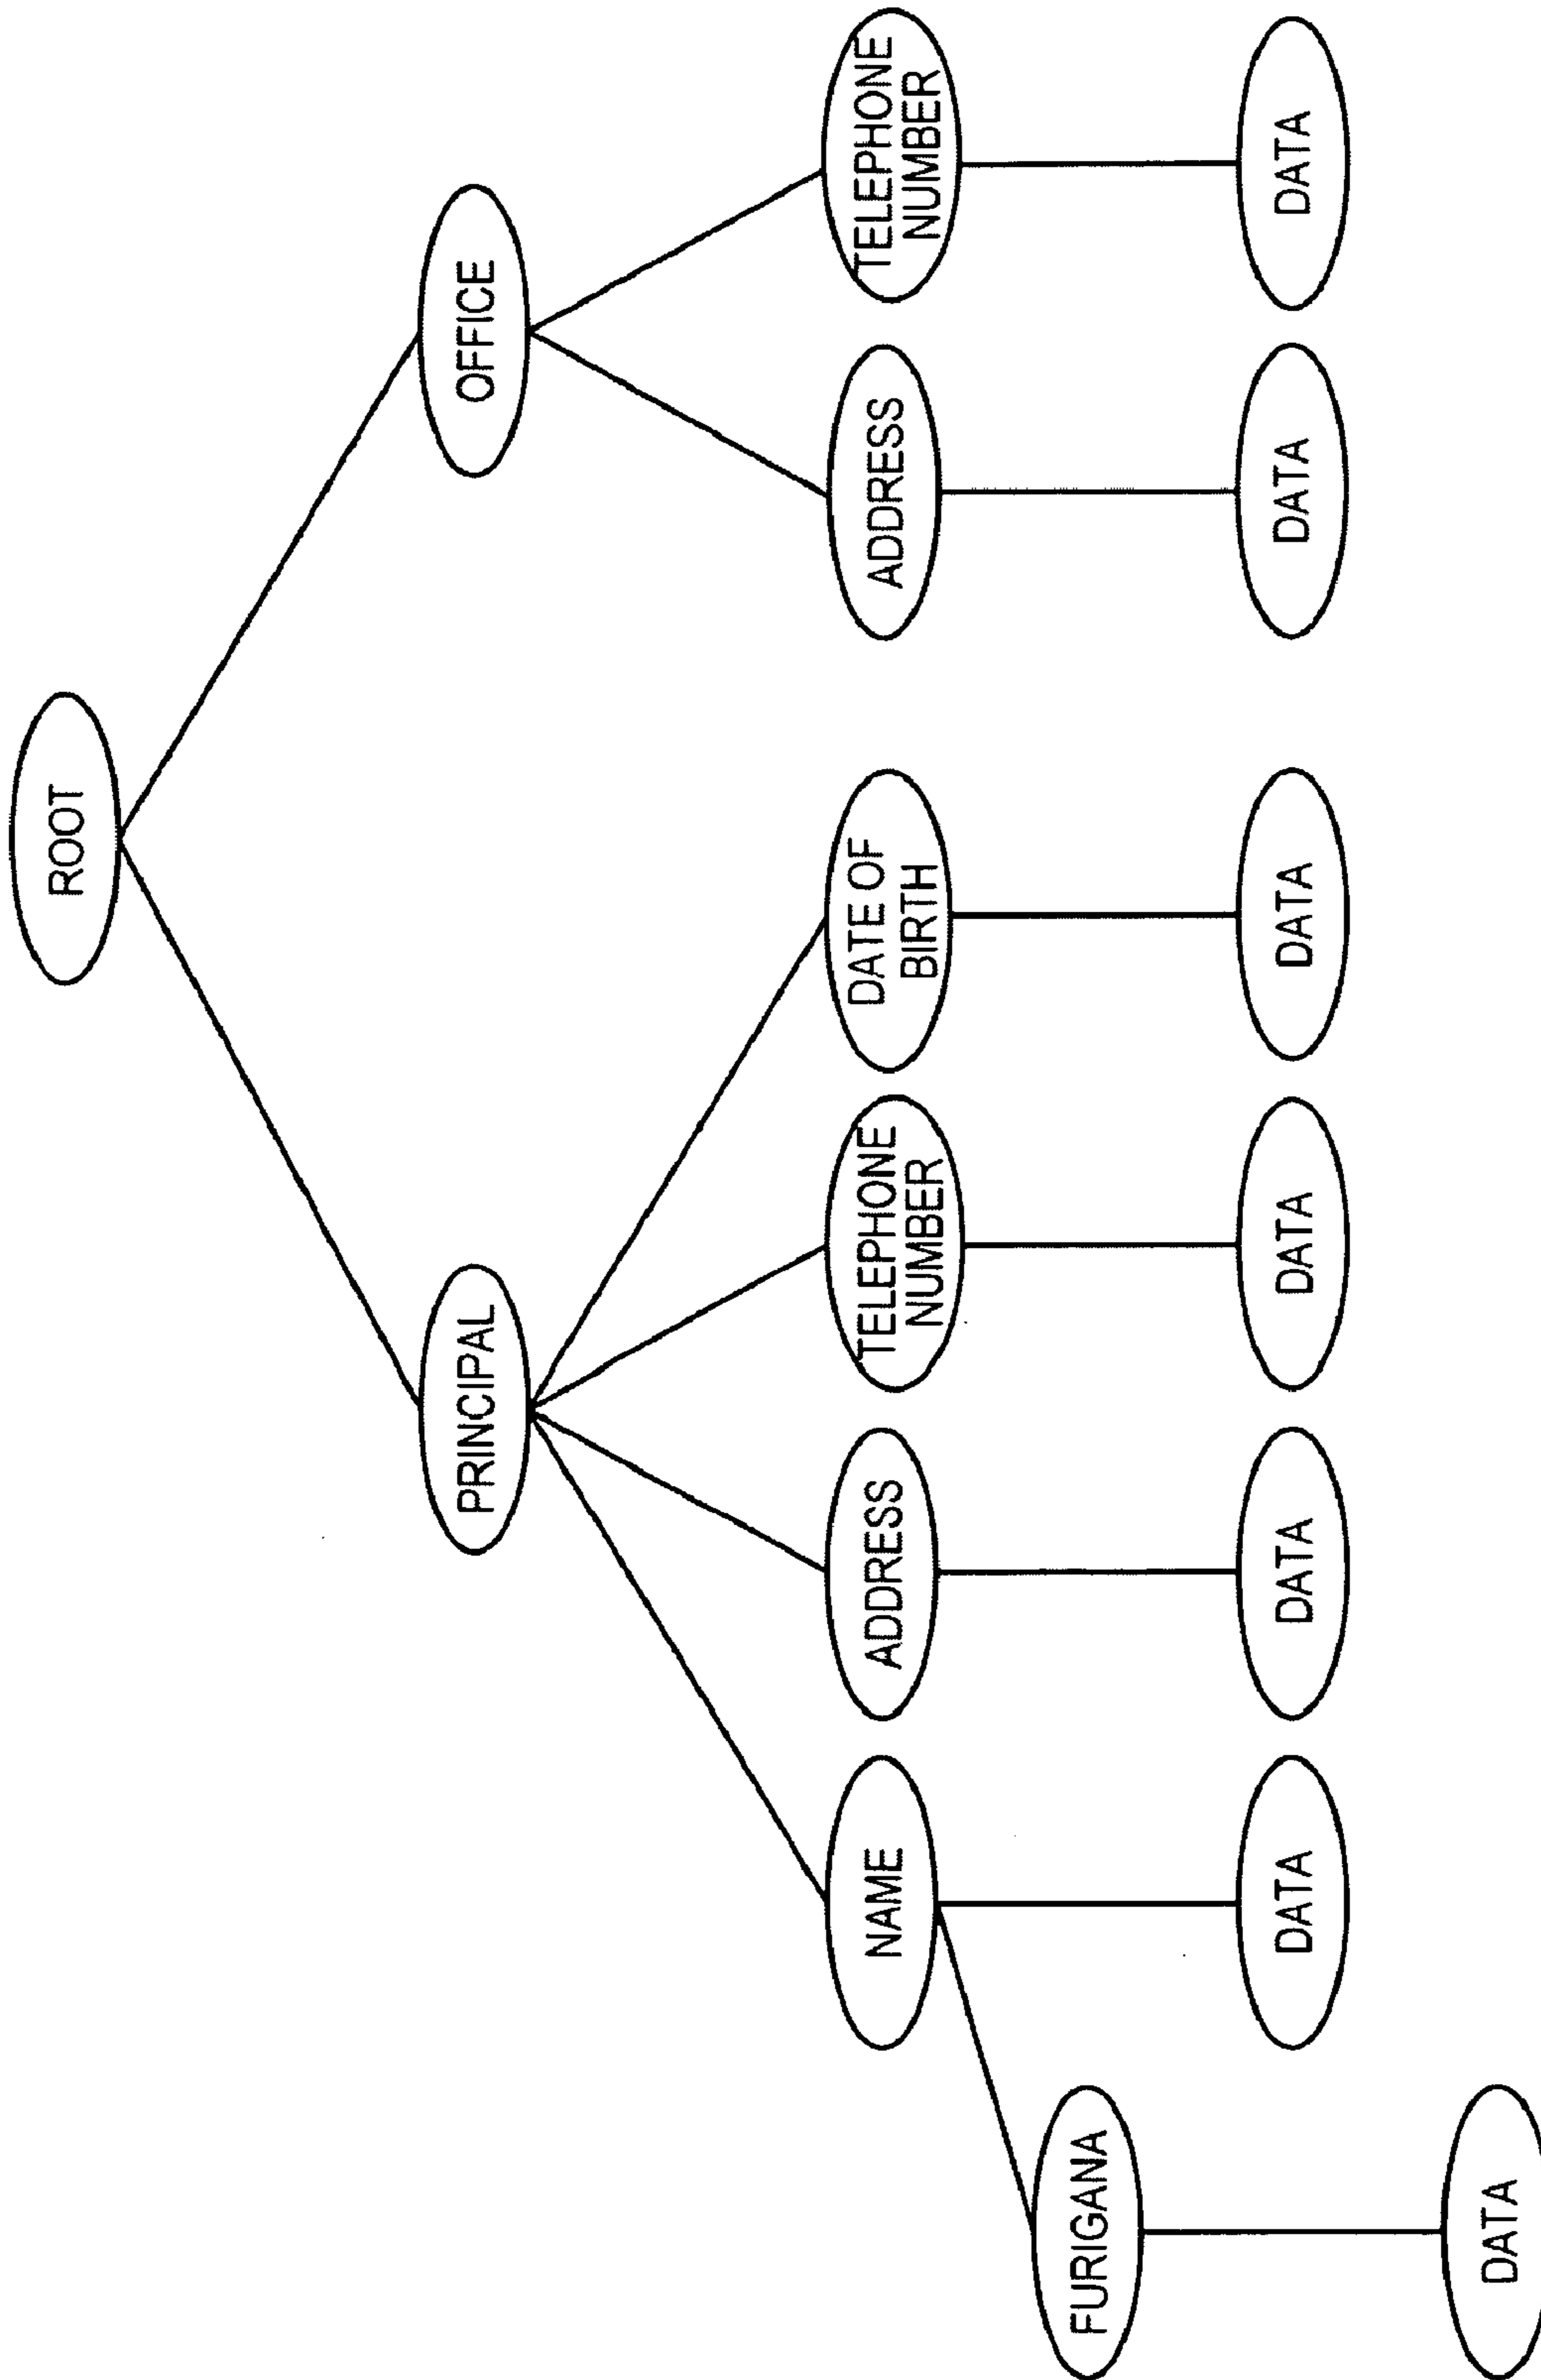 ROOT
PRINCIPAL
OFFICE
NAME
ADDRESS
TELEPHONE
NUMBER
DATE OF
BIRTH
ADDRESS
TELEPHONE
NUMBER
FURIGANA
DATA
DATA
DATA
DATA
DATA
DATA
DATA